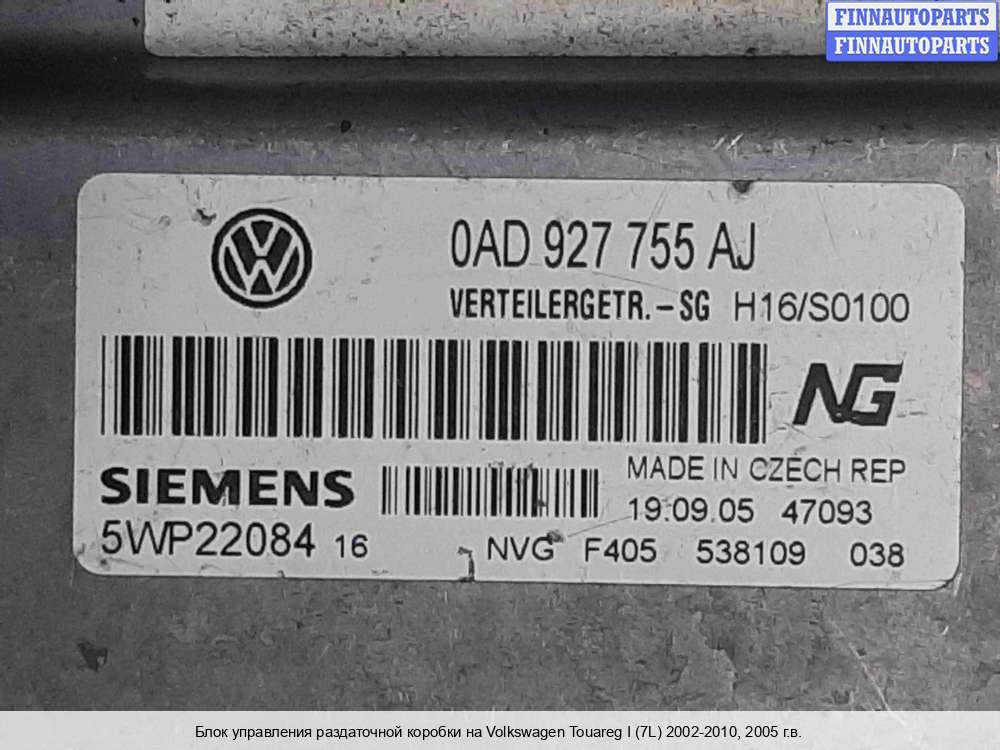 FINNAUTOPARTS
FINNAUTOPARTS
0AD 927 755 AJ
VERTEILERGETR.-SG H16/S0100
NG
SIEMENS
MADE IN CZECH REP
19.09.05 47093
5WP22084 16
NVG F405 538109 038
Блок управления раздаточной коробки на Volkswagen Touareg I (7L) 2002-2010, 2005 г.в.